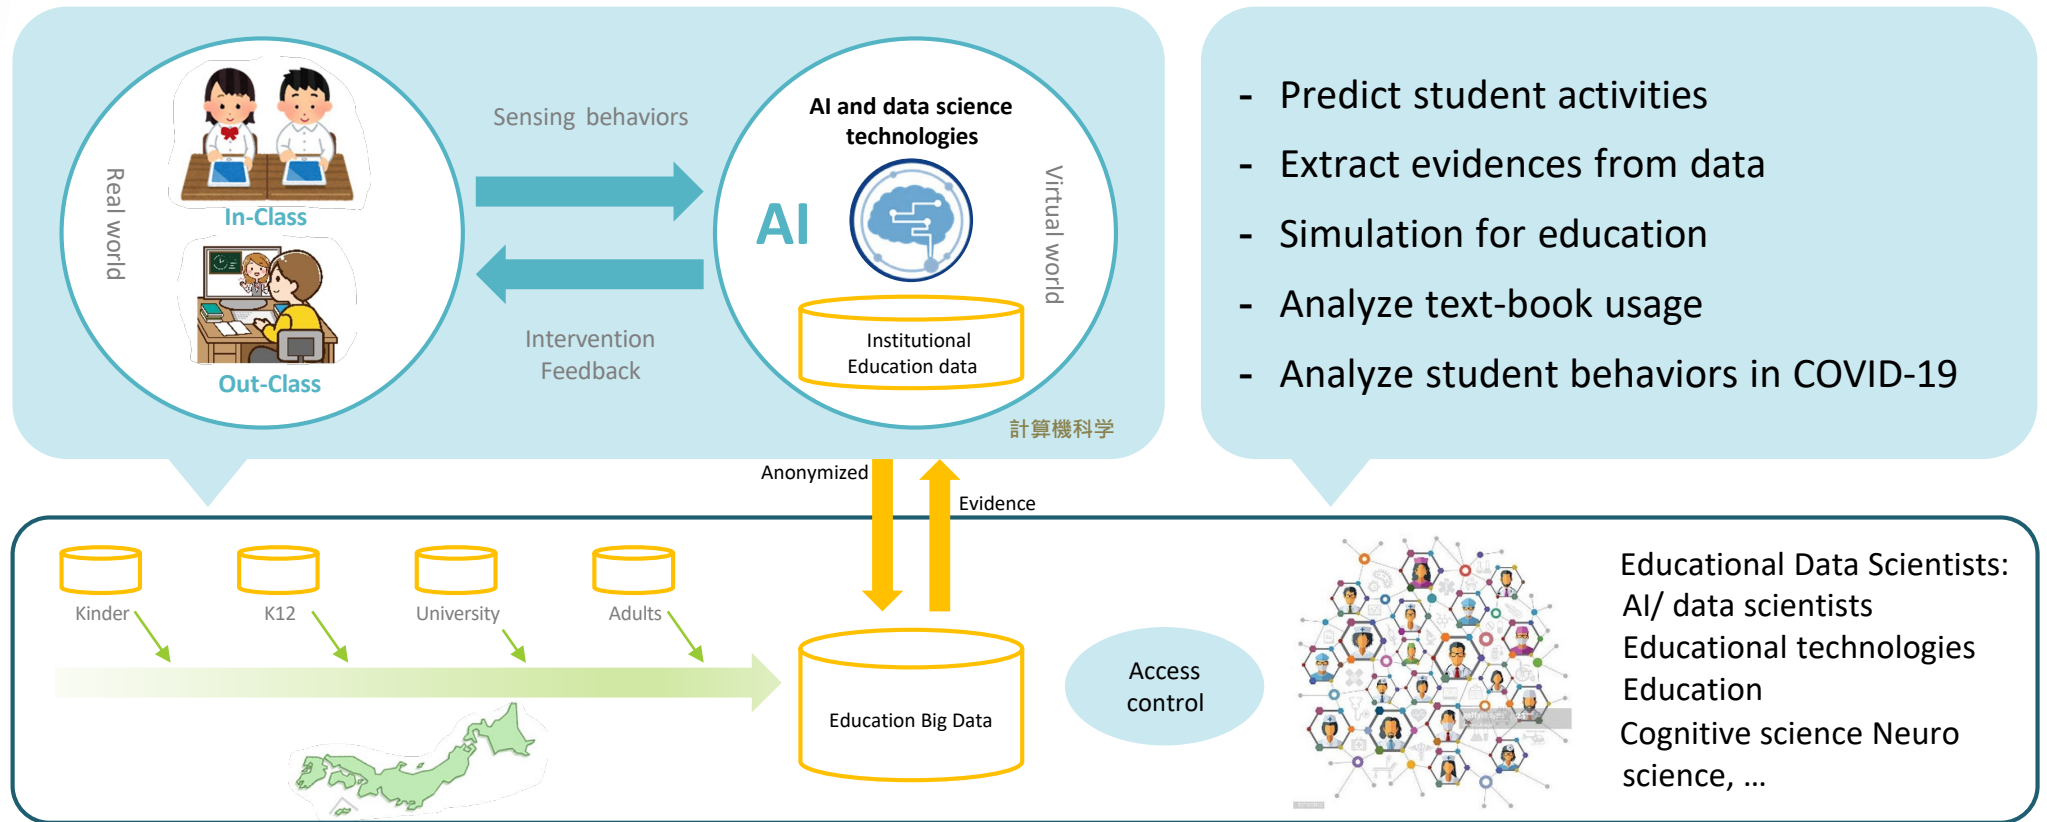 Real world
In-Class
Out-Class
Sensing behaviors
Intervention
Feedback
AI and data science
technologies
AI
Virtual world
Institutional
Education data
計算機科学
- Predict student activities
- Extract evidences from data
- Simulation for education
- Analyze text-book usage
- Analyze student behaviors in COVID-19
Anonymized
Evidence
Kinder
K12
University
Adults
Education Big Data
Access
control
Educational Data Scientists:
AI/ data scientists
Educational technologies
Education
Cognitive science Neuro
science, ...